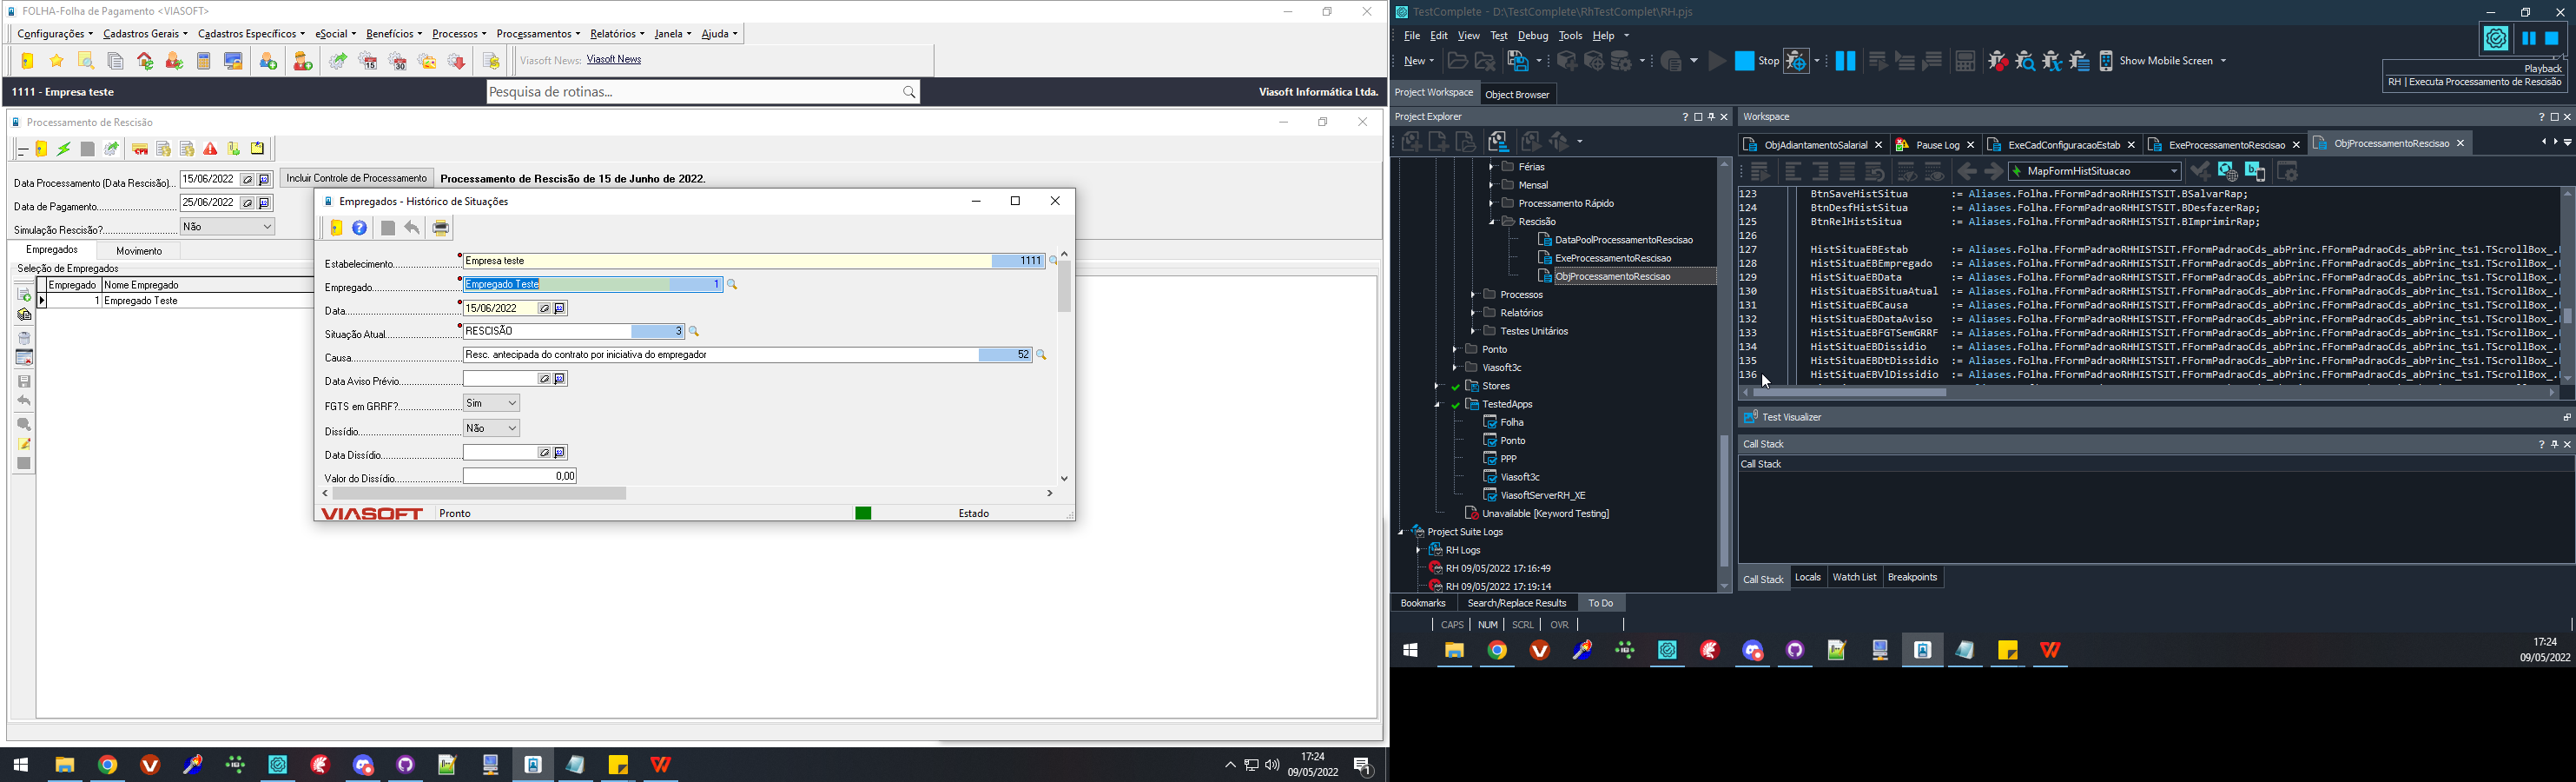 FOLHA-Folha de Pagamento <VIASOFT>
Configurações Cadastros Gerais Cadastros Específicos eSocial Benefícios Processos Processamentos Relatórios Janela Ajuda
Viasoft News: Viasoft News
1111 - Empresa teste
Pesquisa de rotinas...
Viasoft Informática Ltda.
Processamento de Rescisão
Data Processamento (Data Rescisão)... 15/06/2022
Incluir Controle de Processamento
Processamento de Rescisão de 15 de Junho de 2022.
Data de Pagamento 25/06/2022
Simulação Rescisão? Não
Empregados Movimento
Seleção de Empregados
Empregado Nome Empregado
1 Empregado Teste
Empregados - Histórico de Situações
Estabelecimento Empresa teste 1111
Empregado Empregado Teste 1
Data 15/06/2022
Situação Atual RESCISÃO 3
Causa Resc. antecipada do contrato por iniciativa do empregador 52
Data Aviso Prévio
FGTS em GRRF? Sim
Dissídio Não
Data Dissídio
Valor do Dissídio 0,00
VIASOFT Pronto Estado
17:24
09/05/2022
1
TestComplete - D:\TestComplete\RhTestComplet\RH.pjs
File Edit View Test Debug Tools Help
New Stop Show Mobile Screen
Playback
RH | Executa Processamento de Rescisão
Project Workspace Object Browser
Project Explorer
Férias
Mensal
Processamento Rápido
Rescisão
DataPoolProcessamentoRescisao
ExeProcessamentoRescisao
ObjProcessamentoRescisao
Processos
Relatórios
Testes Unitários
Ponto
Viasoft3c
Stores
TestedApps
Folha
Ponto
PPP
Viasoft3c
ViasoftServerRH_XE
Unavailable [Keyword Testing]
Project Suite Logs
RH Logs
RH 09/05/2022 17:16:49
RH 09/05/2022 17:19:14
Bookmarks Search/Replace Results To Do
CAPS NUM SCRL OVR
Workspace
ObjAdiantamentoSalarial Pause Log ExeCadConfiguracaoEstab ExeProcessamentoRescisao ObjProcessamentoRescisao
MapFormHistSituacao
123 BtnSaveHistSitua := Aliases.Folha.FFormPadraoRHHISTSIT.BSalvarRap;
124 BtnDesfHistSitua := Aliases.Folha.FFormPadraoRHHISTSIT.BDesfazerRap;
125 BtnRelHistSitua := Aliases.Folha.FFormPadraoRHHISTSIT.BImprimirRap;
126
127 HistSituaEBEstab := Aliases.Folha.FFormPadraoRHHISTSIT.FFormPadraoCds_abPrinc.FFormPadraoCds_abPrinc_ts1.TScrollBox_.
128 HistSituaEBEmpregado := Aliases.Folha.FFormPadraoRHHISTSIT.FFormPadraoCds_abPrinc.FFormPadraoCds_abPrinc_ts1.TScrollBox_.
129 HistSituaEBData := Aliases.Folha.FFormPadraoRHHISTSIT.FFormPadraoCds_abPrinc.FFormPadraoCds_abPrinc_ts1.TScrollBox_.
130 HistSituaEBSituaAtual := Aliases.Folha.FFormPadraoRHHISTSIT.FFormPadraoCds_abPrinc.FFormPadraoCds_abPrinc_ts1.TScrollBox_.
131 HistSituaEBCausa := Aliases.Folha.FFormPadraoRHHISTSIT.FFormPadraoCds_abPrinc.FFormPadraoCds_abPrinc_ts1.TScrollBox_.
132 HistSituaEBDataAviso := Aliases.Folha.FFormPadraoRHHISTSIT.FFormPadraoCds_abPrinc.FFormPadraoCds_abPrinc_ts1.TScrollBox_.
133 HistSituaEBFGTSemGRRF := Aliases.Folha.FFormPadraoRHHISTSIT.FFormPadraoCds_abPrinc.FFormPadraoCds_abPrinc_ts1.TScrollBox_.
134 HistSituaEBDissidio := Aliases.Folha.FFormPadraoRHHISTSIT.FFormPadraoCds_abPrinc.FFormPadraoCds_abPrinc_ts1.TScrollBox_.
135 HistSituaEBDtDissidio := Aliases.Folha.FFormPadraoRHHISTSIT.FFormPadraoCds_abPrinc.FFormPadraoCds_abPrinc_ts1.TScrollBox_.
136 HistSituaEBVlDissidio := Aliases.Folha.FFormPadraoRHHISTSIT.FFormPadraoCds_abPrinc.FFormPadraoCds_abPrinc_ts1.TScrollBox_.
Test Visualizer
Call Stack
Call Stack
Call Stack Locals Watch List Breakpoints
17:24
09/05/2022